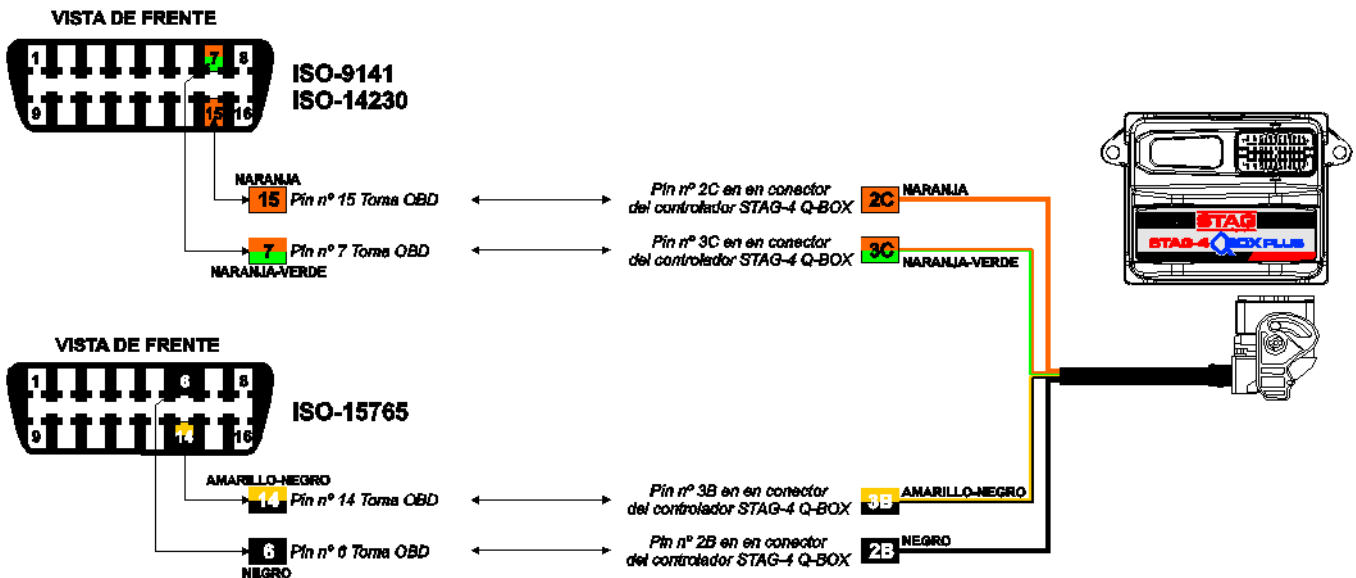 VISTA DE FRENTE
1 7 8
9 15 16
ISO-9141
ISO-14230
NARANJA
15 Pin nº 15 Toma OBD
Pin nº 2C en en conector
del controlador STAG-4 Q-BOX
2C NARANJA
7 Pin nº 7 Toma OBD
NARANJA-VERDE
Pin nº 3C en en conector
del controlador STAG-4 Q-BOX
3C NARANJA-VERDE
STAG
STAG-4 QBOX PLUS
VISTA DE FRENTE
1 6 8
9 14 16
ISO-15765
AMARILLO-NEGRO
14 Pin nº 14 Toma OBD
Pin nº 3B en en conector
del controlador STAG-4 Q-BOX
3B AMARILLO-NEGRO
6 Pin nº 6 Toma OBD
NEGRO
Pin nº 2B en en conector
del controlador STAG-4 Q-BOX
2B NEGRO